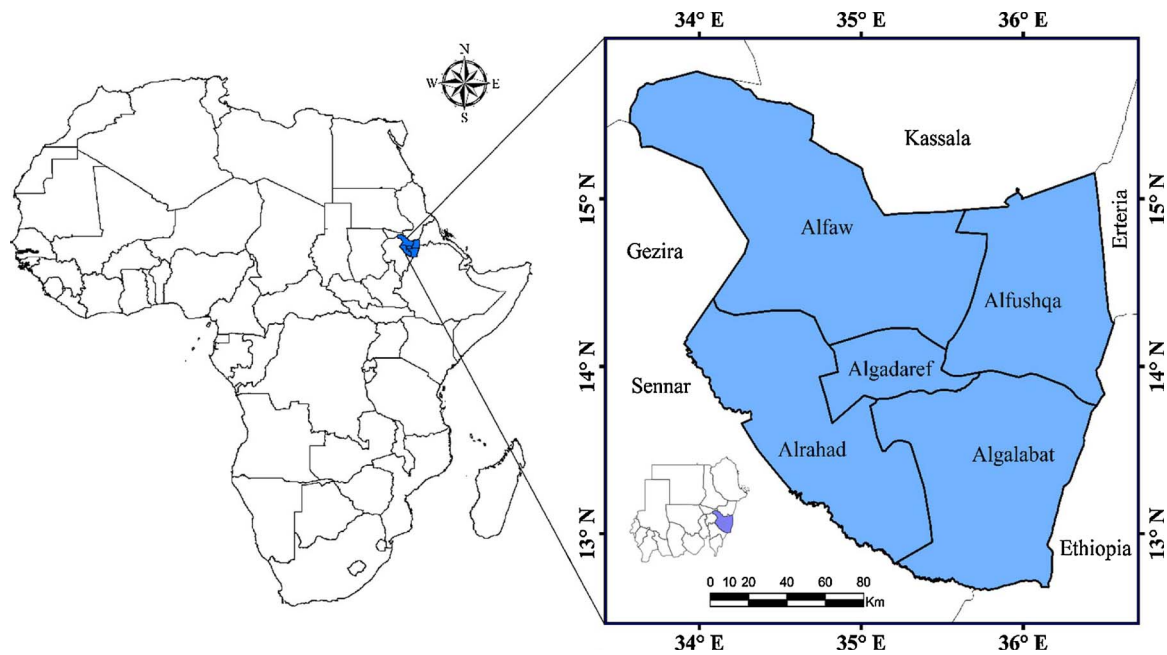 N
W E
S
34° E 35° E 36° E
Kassala
15° N
15° N
Erteria
Alfaw
Gezira
Alfushqa
14° N
14° N
Algadaref
Sennar
Alrahad
Algalabat
13° N
13° N
Ethiopia
0 10 20 40 60 80
Km
34° E 35° E 36° E